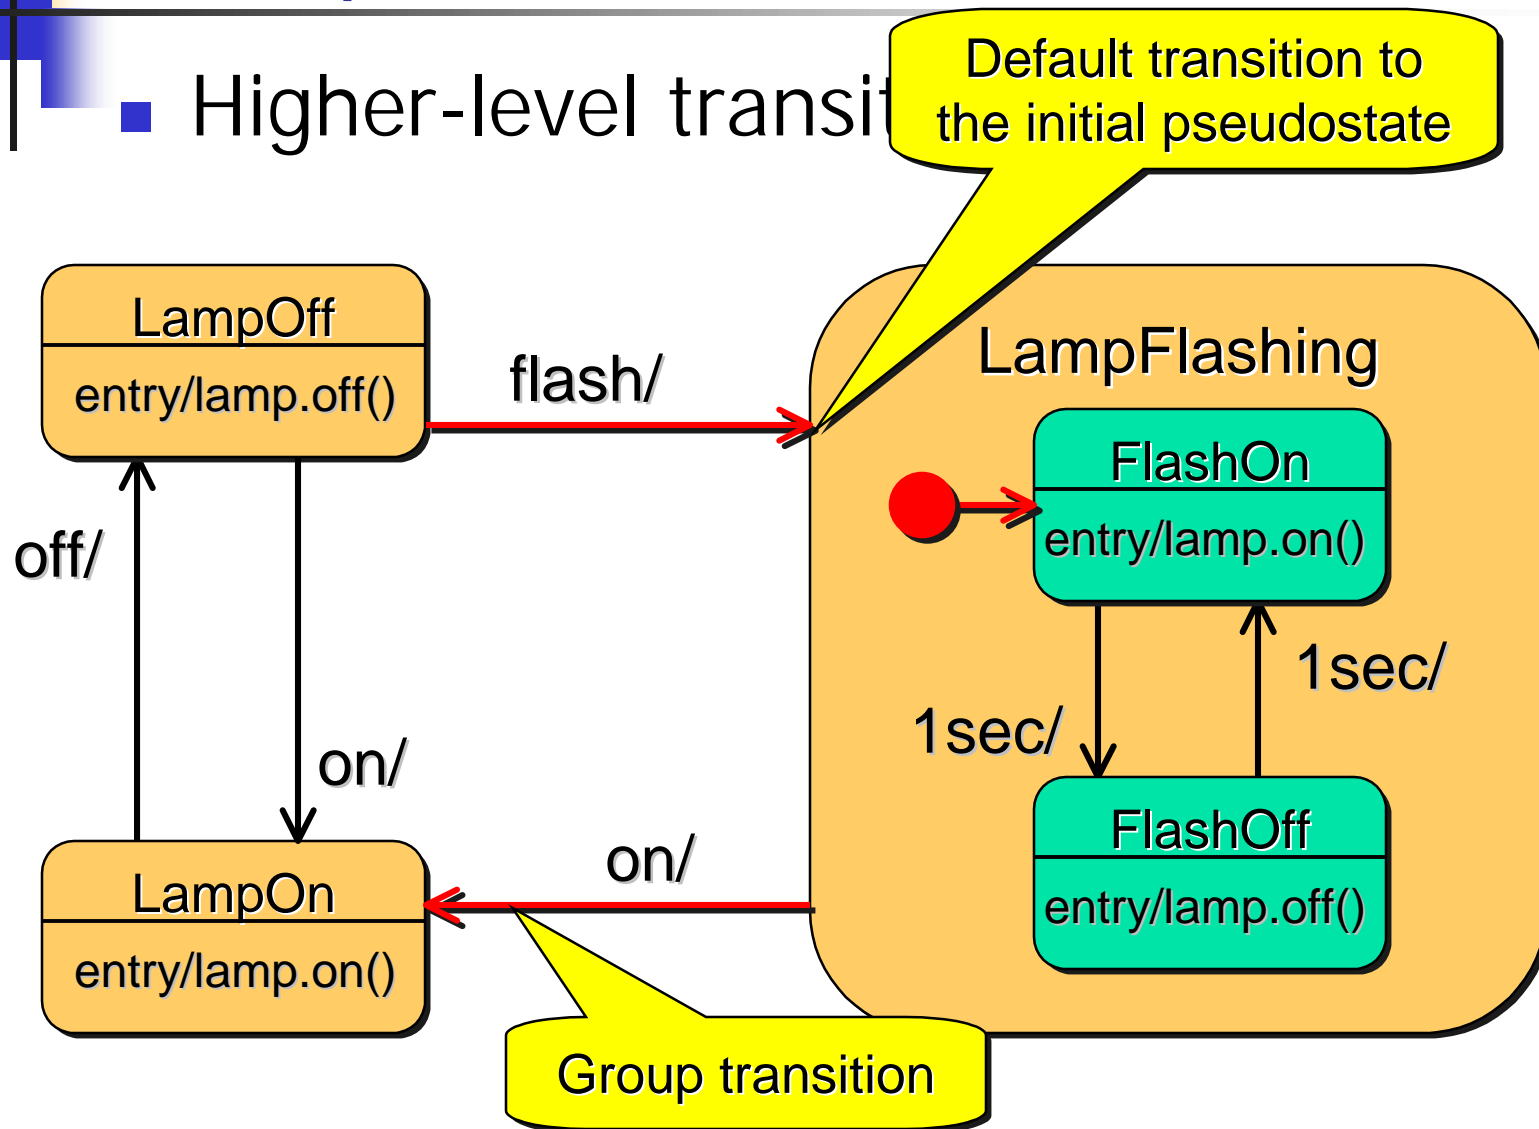 Higher-level
Default transition to
the initial pseudostate
LampOff
entry/lamp.off()
flash/
LampFlashing
FlashOn
entry/lamp.on()
off/
1sec/
1sec/
on/
on/
FlashOff
entry/lamp.off()
LampOn
entry/lamp.on()
Group transition